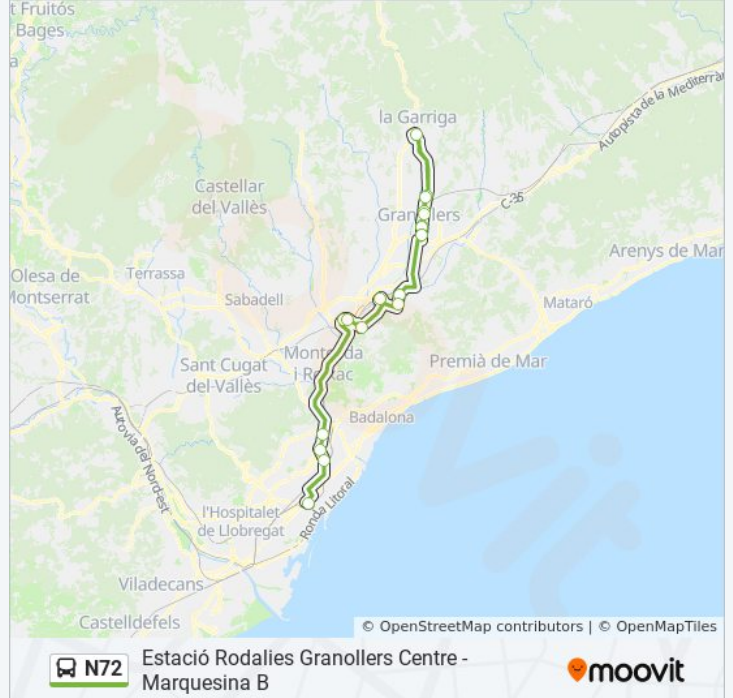 t Fruitós
Bages
a
la Garriga
Autopista de la Mediterràn
Castellar
del Vallès
C-35
Granollers
Arenys de Mar
Olesa de
Montserrat
Terrassa
Sabadell
Mataró
Montcada
i Reixac
Sant Cugat
del Vallès
Premià de Mar
Badalona
Autovia del Nord-est
l'Hospitalet
de Llobregat
Ronda Litoral
Viladecans
Castelldefels
© OpenStreetMap contributors | © OpenMapTiles
N72
Estació Rodalies Granollers Centre -
Marquesina B
moovit